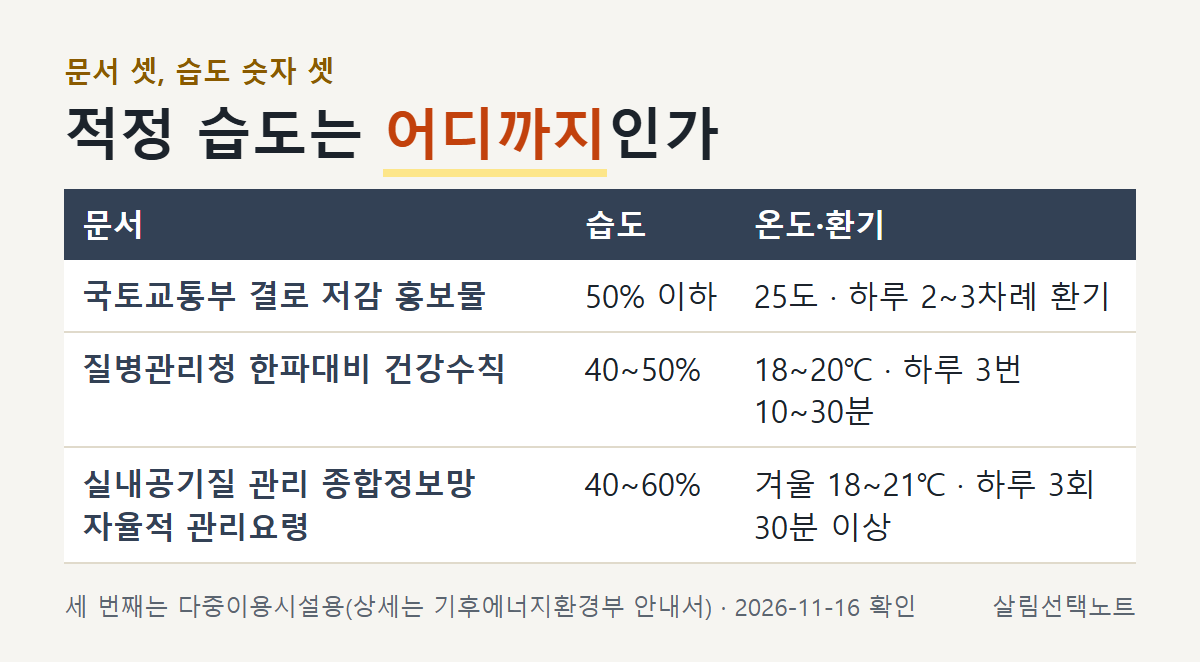 문서 셋, 습도 숫자 셋
적정 습도는 어디까지인가
문서 습도 온도·환기
국토교통부 결로 저감 홍보물 50% 이하 25도 · 하루 2~3차례 환기
질병관리청 한파대비 건강수칙 40~50% 18~20℃ · 하루 3번
10~30분
실내공기질 관리 종합정보망 40~60% 겨울 18~21℃ · 하루 3회
자율적 관리요령 30분 이상
세 번째는 다중이용시설용(상세는 기후에너지환경부 안내서) · 2026-11-16 확인 살림선택노트